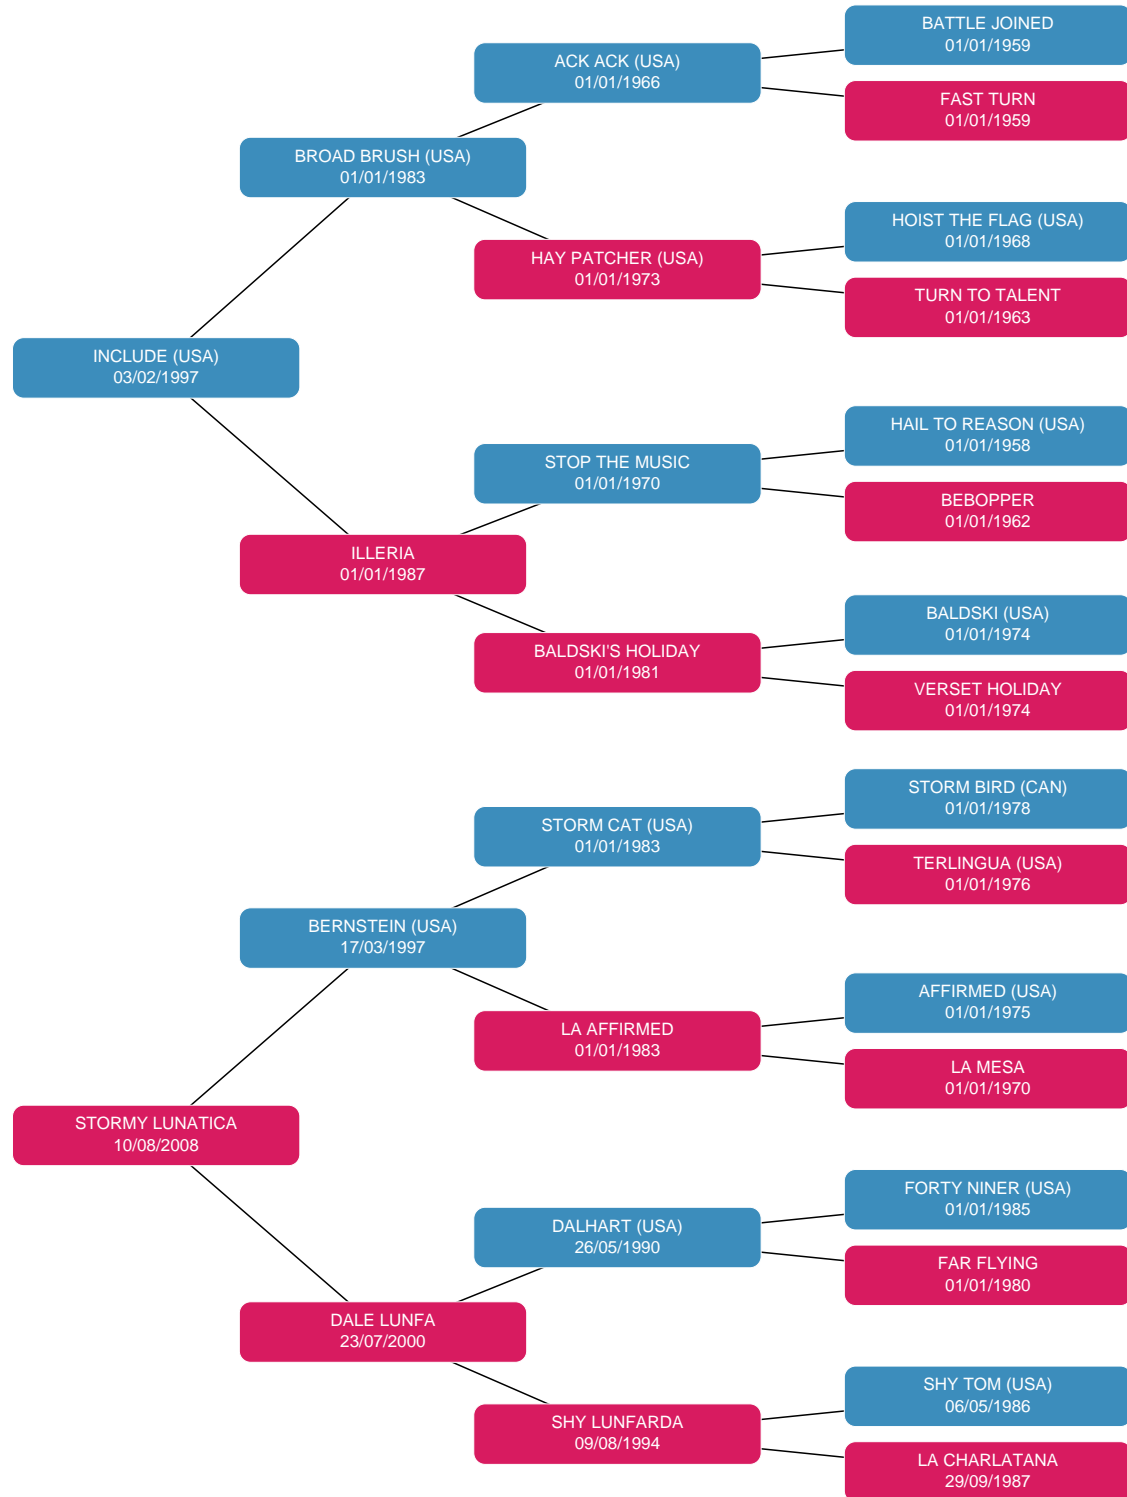 BATTLE JOINED
01/01/1959
ACK ACK (USA)
01/01/1966
FAST TURN
01/01/1959
BROAD BRUSH (USA)
01/01/1983
HOIST THE FLAG (USA)
01/01/1968
HAY PATCHER (USA)
01/01/1973
TURN TO TALENT
01/01/1963
INCLUDE (USA)
03/02/1997
HAIL TO REASON (USA)
01/01/1958
STOP THE MUSIC
01/01/1970
BEBOPPER
01/01/1962
ILLERIA
01/01/1987
BALDSKI (USA)
01/01/1974
BALDSKI'S HOLIDAY
01/01/1981
VERSET HOLIDAY
01/01/1974
STORM BIRD (CAN)
01/01/1978
STORM CAT (USA)
01/01/1983
TERLINGUA (USA)
01/01/1976
BERNSTEIN (USA)
17/03/1997
AFFIRMED (USA)
01/01/1975
LA AFFIRMED
01/01/1983
LA MESA
01/01/1970
STORMY LUNATICA
10/08/2008
FORTY NINER (USA)
01/01/1985
DALHART (USA)
26/05/1990
FAR FLYING
01/01/1980
DALE LUNFA
23/07/2000
SHY TOM (USA)
06/05/1986
SHY LUNFARDA
09/08/1994
LA CHARLATANA
29/09/1987